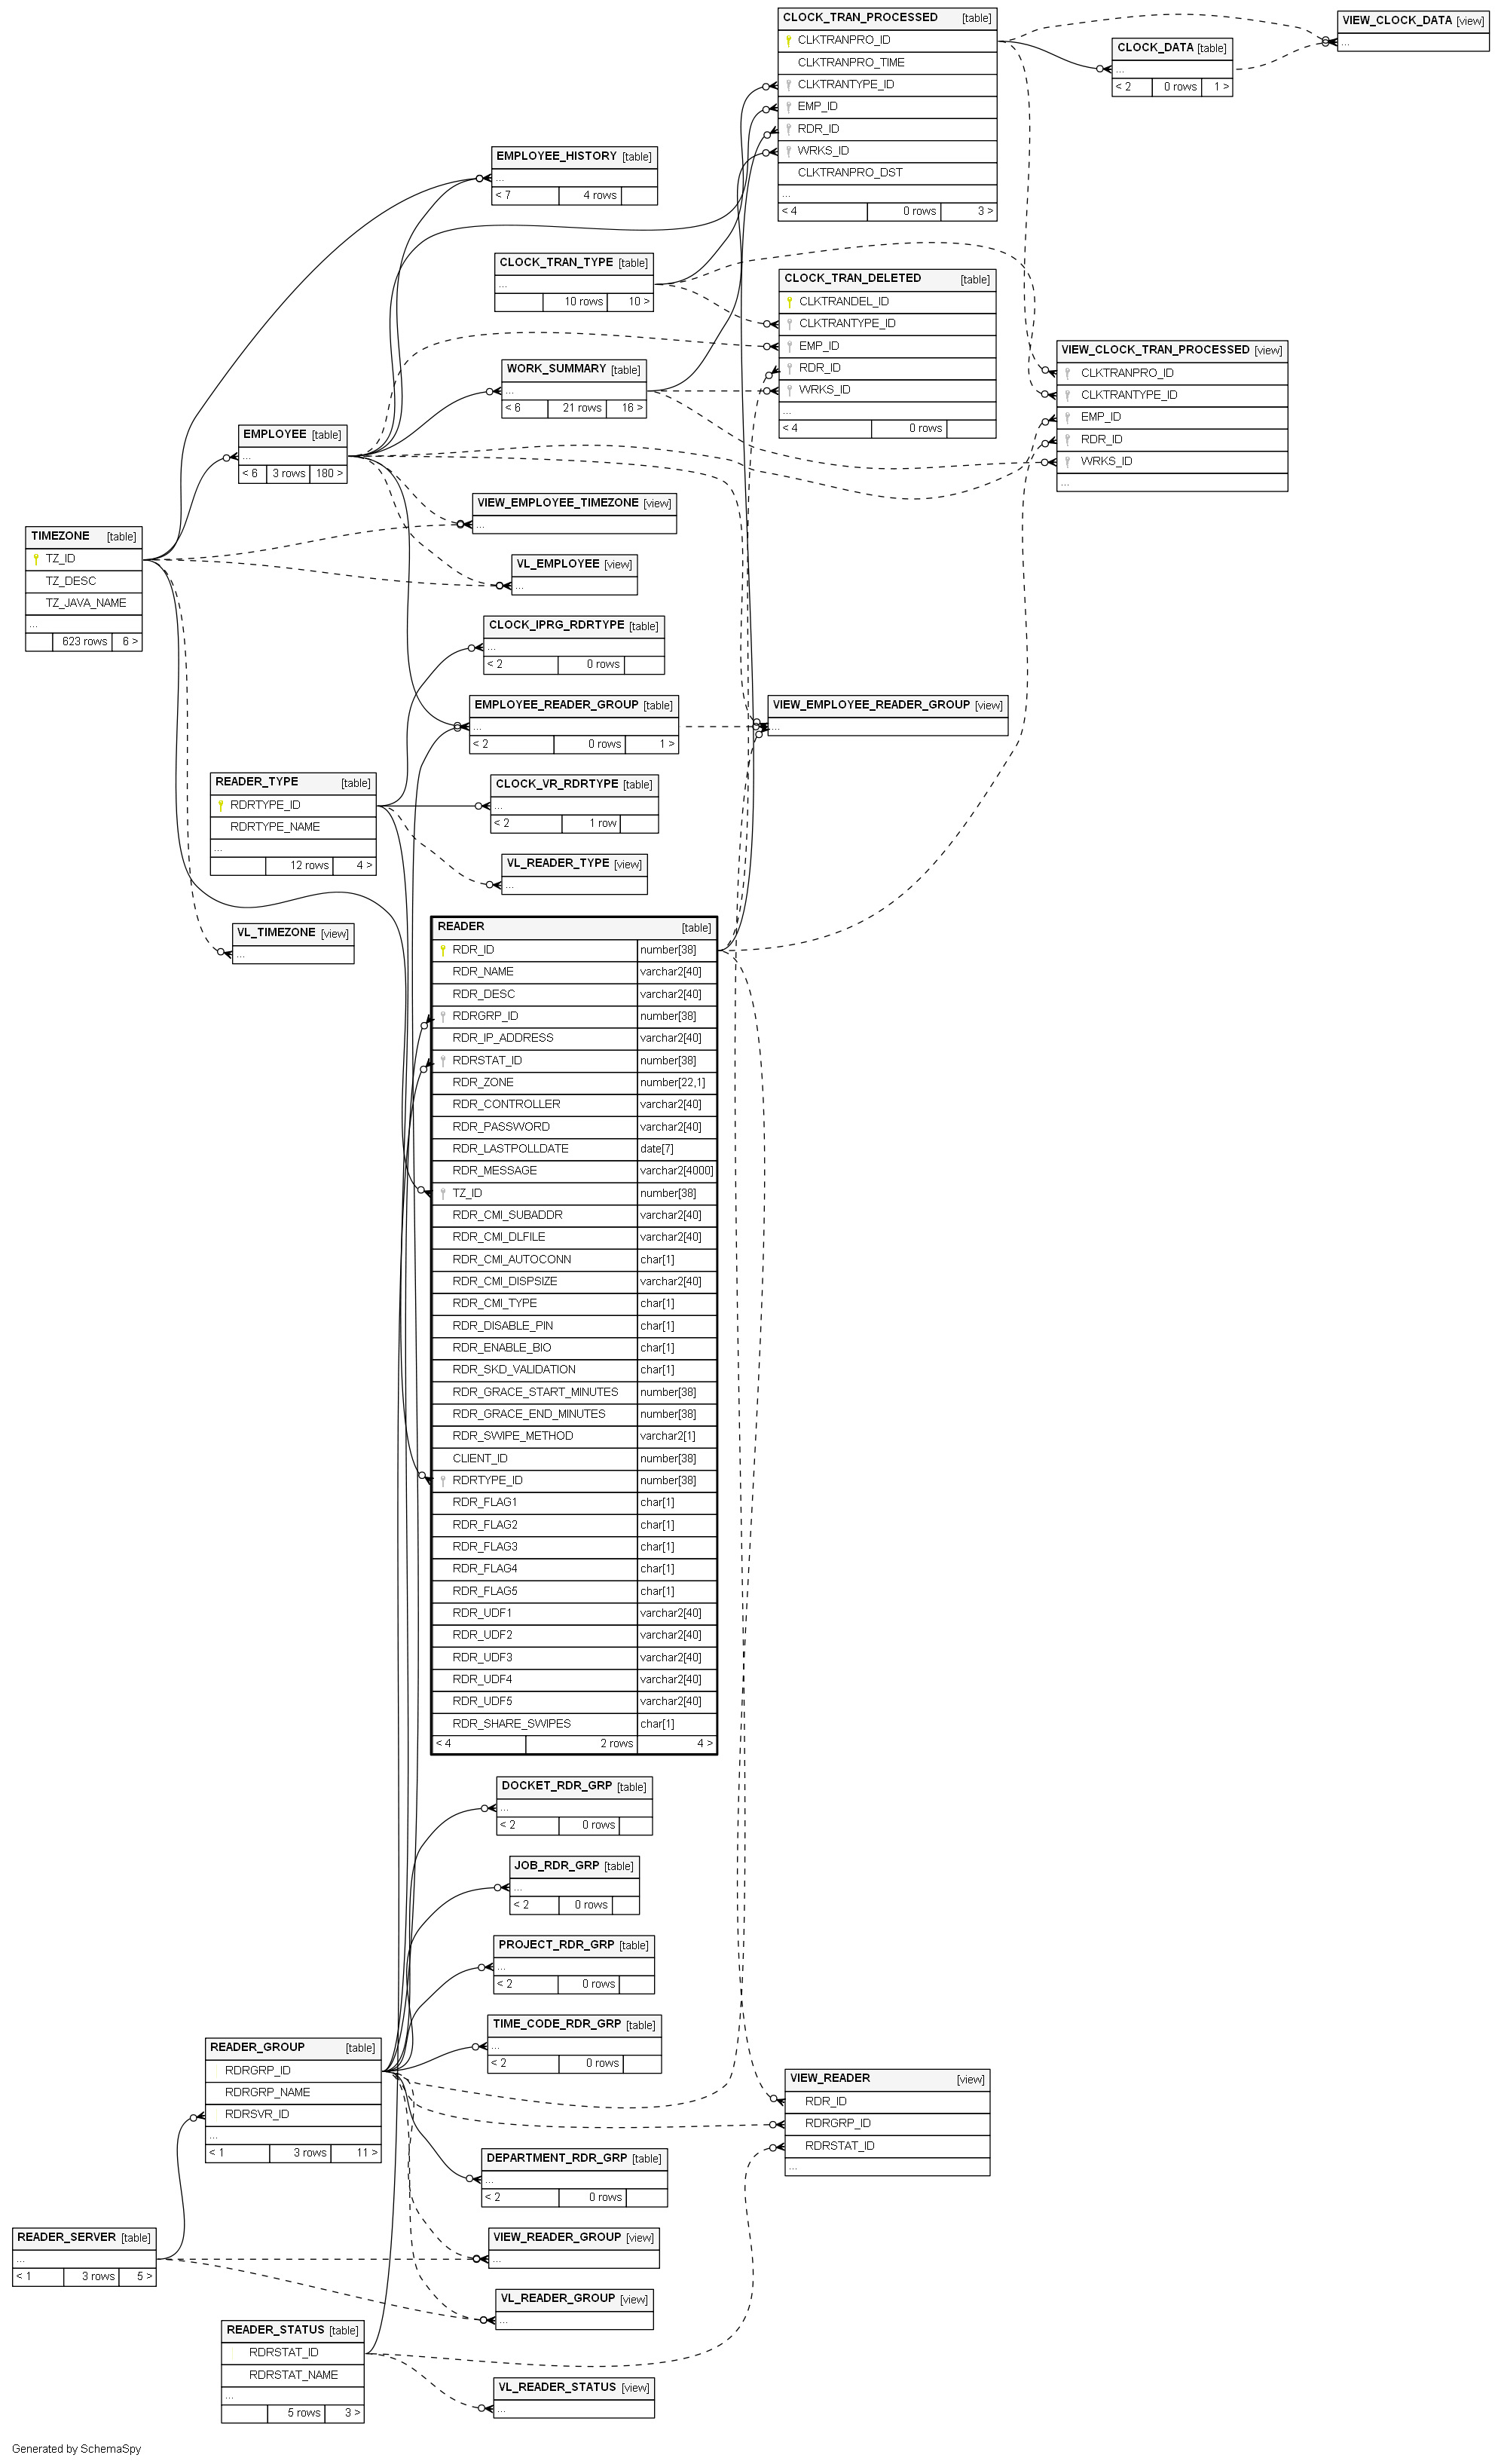 CLOCK_TRAN_PROCESSED [table]
CLKTRANPRO_ID
CLKTRANPRO_TIME
CLKTRANTYPE_ID
EMP_ID
RDR_ID
WRKS_ID
CLKTRANPRO_DST
...
< 4 0 rows 3 >
VIEW_CLOCK_DATA [view]
...
CLOCK_DATA [table]
...
< 2 0 rows 1 >
EMPLOYEE_HISTORY [table]
...
< 7 4 rows
CLOCK_TRAN_TYPE [table]
...
10 rows 10 >
CLOCK_TRAN_DELETED [table]
CLKTRANDEL_ID
CLKTRANTYPE_ID
EMP_ID
RDR_ID
WRKS_ID
...
< 4 0 rows
VIEW_CLOCK_TRAN_PROCESSED [view]
CLKTRANPRO_ID
CLKTRANTYPE_ID
EMP_ID
RDR_ID
WRKS_ID
...
WORK_SUMMARY [table]
...
< 6 21 rows 16 >
EMPLOYEE [table]
...
< 6 3 rows 180 >
VIEW_EMPLOYEE_TIMEZONE [view]
...
TIMEZONE [table]
TZ_ID
TZ_DESC
TZ_JAVA_NAME
...
623 rows 6 >
VL_EMPLOYEE [view]
...
CLOCK_IPRG_RDRTYPE [table]
...
< 2 0 rows
EMPLOYEE_READER_GROUP [table]
...
< 2 0 rows 1 >
VIEW_EMPLOYEE_READER_GROUP [view]
...
READER_TYPE [table]
RDRTYPE_ID
RDRTYPE_NAME
...
12 rows 4 >
CLOCK_VR_RDRTYPE [table]
...
< 2 1 row
VL_READER_TYPE [view]
...
VL_TIMEZONE [view]
...
READER [table]
RDR_ID number[38]
RDR_NAME varchar2[40]
RDR_DESC varchar2[40]
RDRGRP_ID number[38]
RDR_IP_ADDRESS varchar2[40]
RDRSTAT_ID number[38]
RDR_ZONE number[22,1]
RDR_CONTROLLER varchar2[40]
RDR_PASSWORD varchar2[40]
RDR_LASTPOLLDATE date[7]
RDR_MESSAGE varchar2[4000]
TZ_ID number[38]
RDR_CMI_SUBADDR varchar2[40]
RDR_CMI_DLFILE varchar2[40]
RDR_CMI_AUTOCONN char[1]
RDR_CMI_DISPSIZE varchar2[40]
RDR_CMI_TYPE char[1]
RDR_DISABLE_PIN char[1]
RDR_ENABLE_BIO char[1]
RDR_SKD_VALIDATION char[1]
RDR_GRACE_START_MINUTES number[38]
RDR_GRACE_END_MINUTES number[38]
RDR_SWIPE_METHOD varchar2[1]
CLIENT_ID number[38]
RDRTYPE_ID number[38]
RDR_FLAG1 char[1]
RDR_FLAG2 char[1]
RDR_FLAG3 char[1]
RDR_FLAG4 char[1]
RDR_FLAG5 char[1]
RDR_UDF1 varchar2[40]
RDR_UDF2 varchar2[40]
RDR_UDF3 varchar2[40]
RDR_UDF4 varchar2[40]
RDR_UDF5 varchar2[40]
RDR_SHARE_SWIPES char[1]
< 4 2 rows 4 >
DOCKET_RDR_GRP [table]
...
< 2 0 rows
JOB_RDR_GRP [table]
...
< 2 0 rows
PROJECT_RDR_GRP [table]
...
< 2 0 rows
TIME_CODE_RDR_GRP [table]
...
< 2 0 rows
READER_GROUP [table]
RDRGRP_ID
RDRGRP_NAME
RDRSVR_ID
...
< 1 3 rows 11 >
VIEW_READER [view]
RDR_ID
RDRGRP_ID
RDRSTAT_ID
...
DEPARTMENT_RDR_GRP [table]
...
< 2 0 rows
READER_SERVER [table]
...
< 1 3 rows 5 >
VIEW_READER_GROUP [view]
...
VL_READER_GROUP [view]
...
READER_STATUS [table]
RDRSTAT_ID
RDRSTAT_NAME
...
5 rows 3 >
VL_READER_STATUS [view]
...
Generated by SchemaSpy